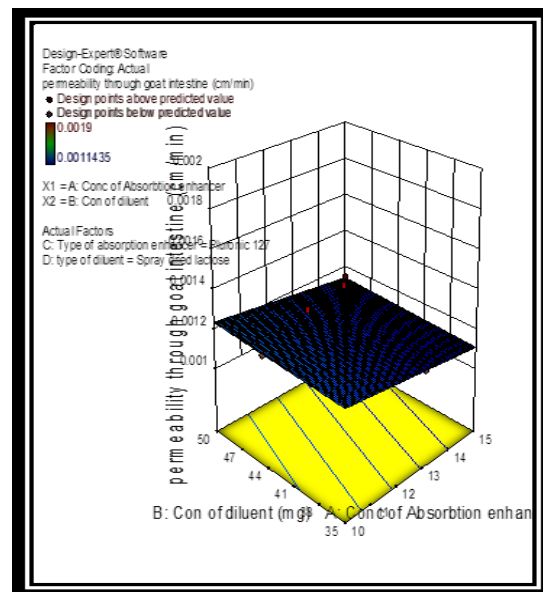 Design-Expert® Software
Factor Coding: Actual
permeability through goat intestine (cm/min)
Design points above predicted value
Design points below predicted value
0.0019
0.0011435
X1 = A: Conc of Absorbtion enhancer
X2 = B: Con of diluent
Actual Factors
C: Type of absorption enhancer = Pluronic 127
D: type of diluent = Spray dried lactose
permeability through goat intestine (cm/min)
0.002
0.0018
0.0016
0.0014
0.0012
0.001
50
47
44
41
38
35
10
11
12
13
14
15
B: Con of diluent (mg)
A: Conc of Absorbtion enhan